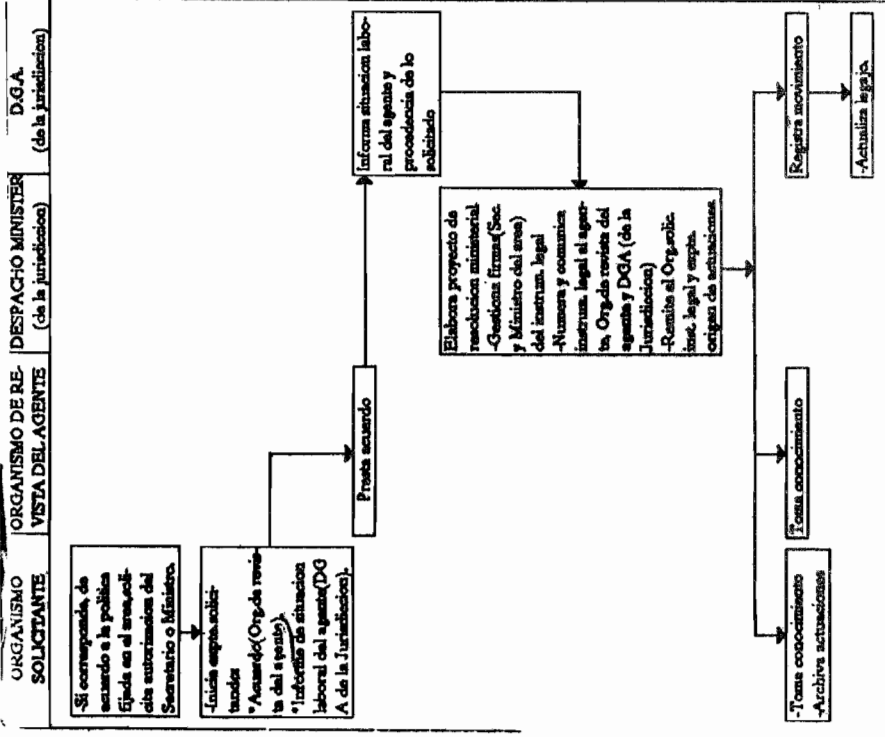 ORGANISMO
SOLICITANTE
ORGANISMO DE RE-
VISTA DEL AGENTE
DESPACHO MINISTER
(de la jurisdiccion)
D.G.A.
(de la jurisdiccion)
-Si corresponde, de
acuerdo a la politica
fijada en el area,soli-
cita autorizacion del
Secretario o Ministro.
-Inicia expte.solici-
tando:
*Acuerdo(Org.de revis-
ta del agente).
*Informe de situacion
laboral del agente(DG
A de la Jurisdiccion).
Presta acuerdo
Informa situacion labo-
ral del agente y
procedencia de lo
solicitado
Elabora proyecto de
resolucion ministerial.
-Gestiona firmas(Sec.
y Ministro del area)
del instrum. legal
-Numera y comunica
instrum. legal al agen-
te, Org.de revista del
agente y DGA (de la
Jurisdiccion)
-Remite al Org.solic.
inst. legal y expte.
origen de actuaciones.
-Toma conocimiento
-Archiva actuaciones
Toma conocimiento
Registra movimiento
-Actualiza legajo.